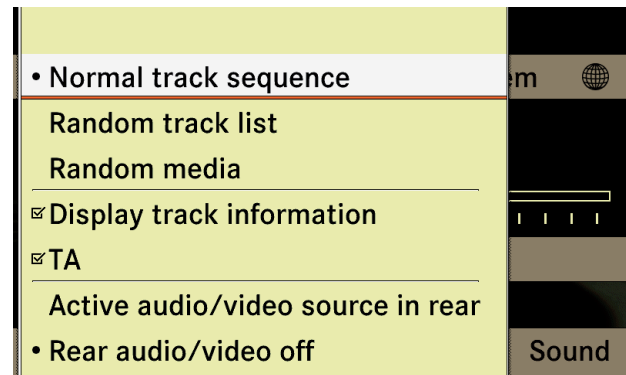 • Normal track sequence
em
Random track list
Random media
Display track information
TA
Active audio/video source in rear
• Rear audio/video off
Sound